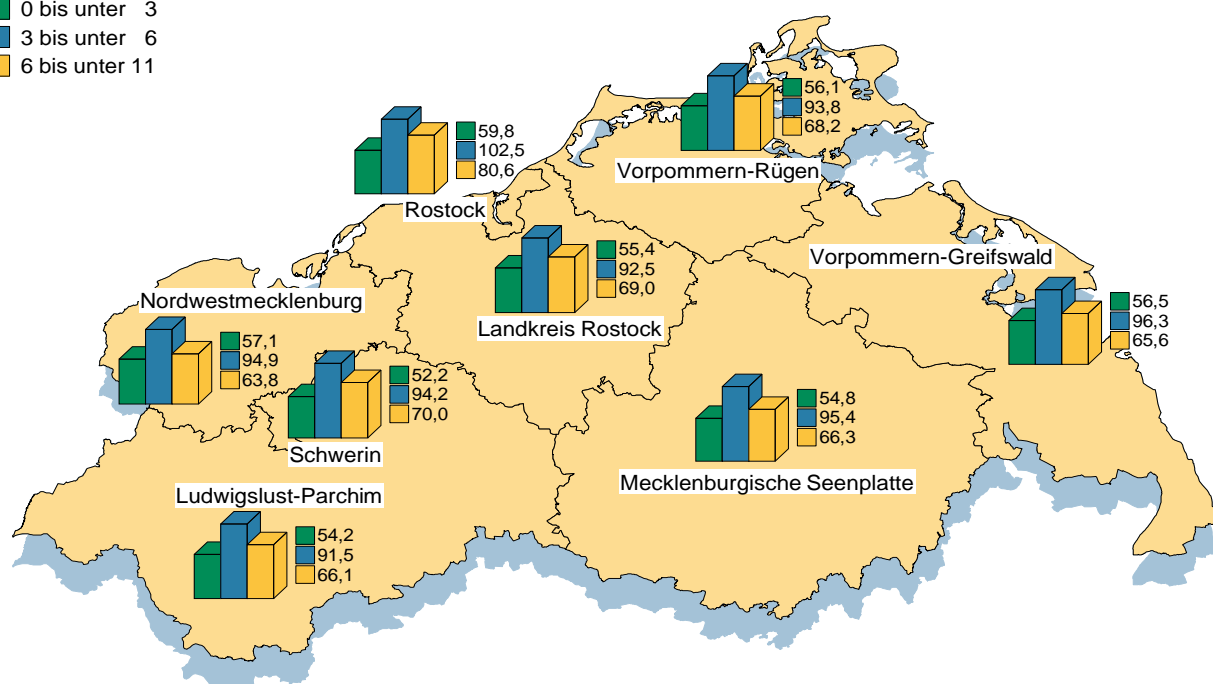 0 bis unter 3
3 bis unter 6
6 bis unter 11
56,1
93,8
68,2
Vorpommern-Rügen
59,8
102,5
80,6
Rostock
Vorpommern-Greifswald
55,4
92,5
69,0
Landkreis Rostock
Nordwestmecklenburg
57,1
94,9
63,8
56,5
96,3
65,6
52,2
94,2
70,0
Schwerin
54,8
95,4
66,3
Mecklenburgische Seenplatte
Ludwigslust-Parchim
54,2
91,5
66,1